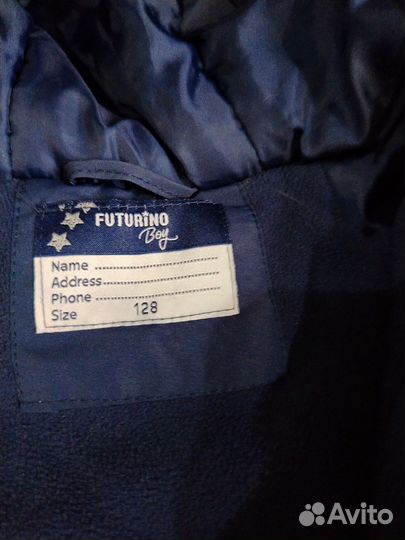 FUTURINO
Boy
Name ........................
Address ........................
Phone ........................
Size 128
Avito